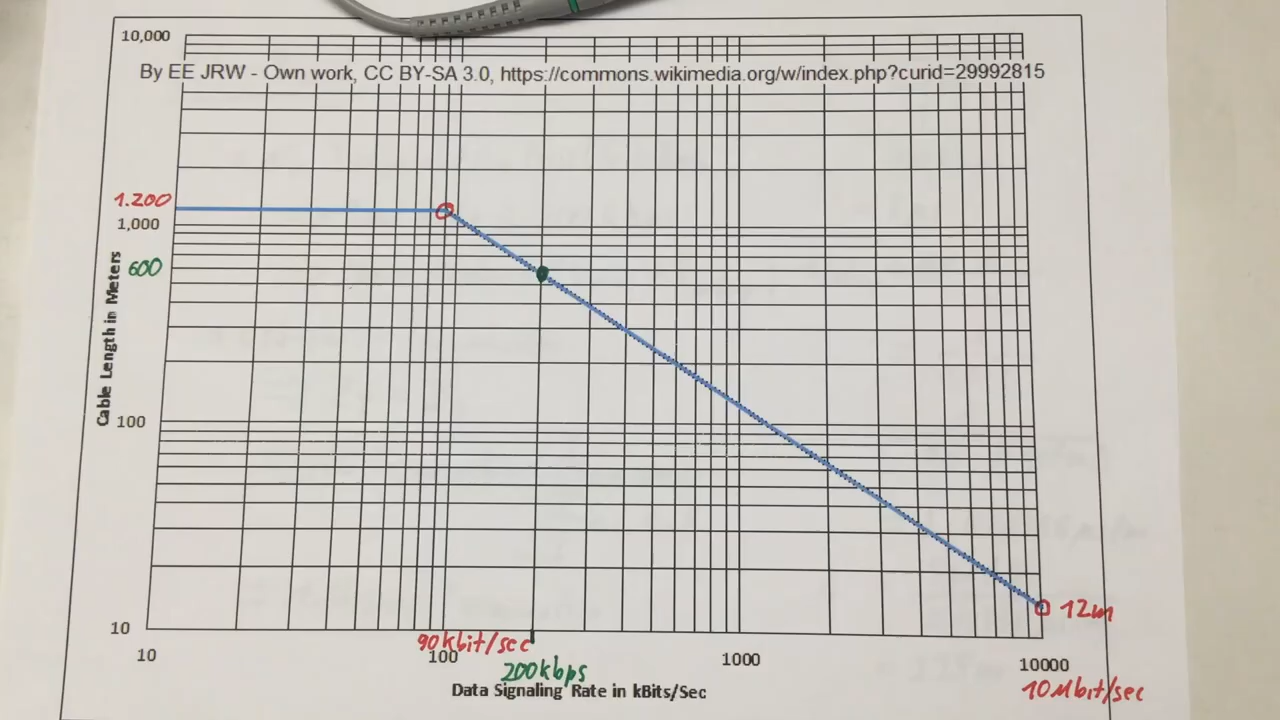 10,000
By EE JRW - Own work, CC BY-SA 3.0, https://commons.wikimedia.org/w/index.php?curid=29992815
1.200
1,000
600
Cable Length in Meters
100
12m
10
90kbit/sec
10
100
1000
10000
200kbps
Data Signaling Rate in kBits/Sec
10Mbit/sec